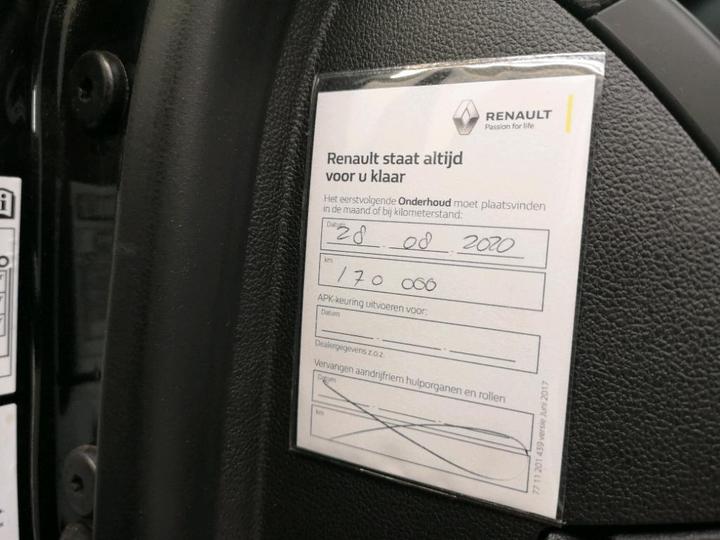 RENAULT
Passion for life
Renault staat altijd
voor u klaar
Het eerstvolgende Onderhoud moet plaatsvinden
in de maand of bij kilometerstand:
Datum
28 . 08 . 2020
km
170 000
APK-keuring uitvoeren voor:
Datum
Dealergegevens z.o.z.
Vervangen aandrijfriem hulporganen en rollen
Datum
km
77 11 201 439 versie Juni 2017
i